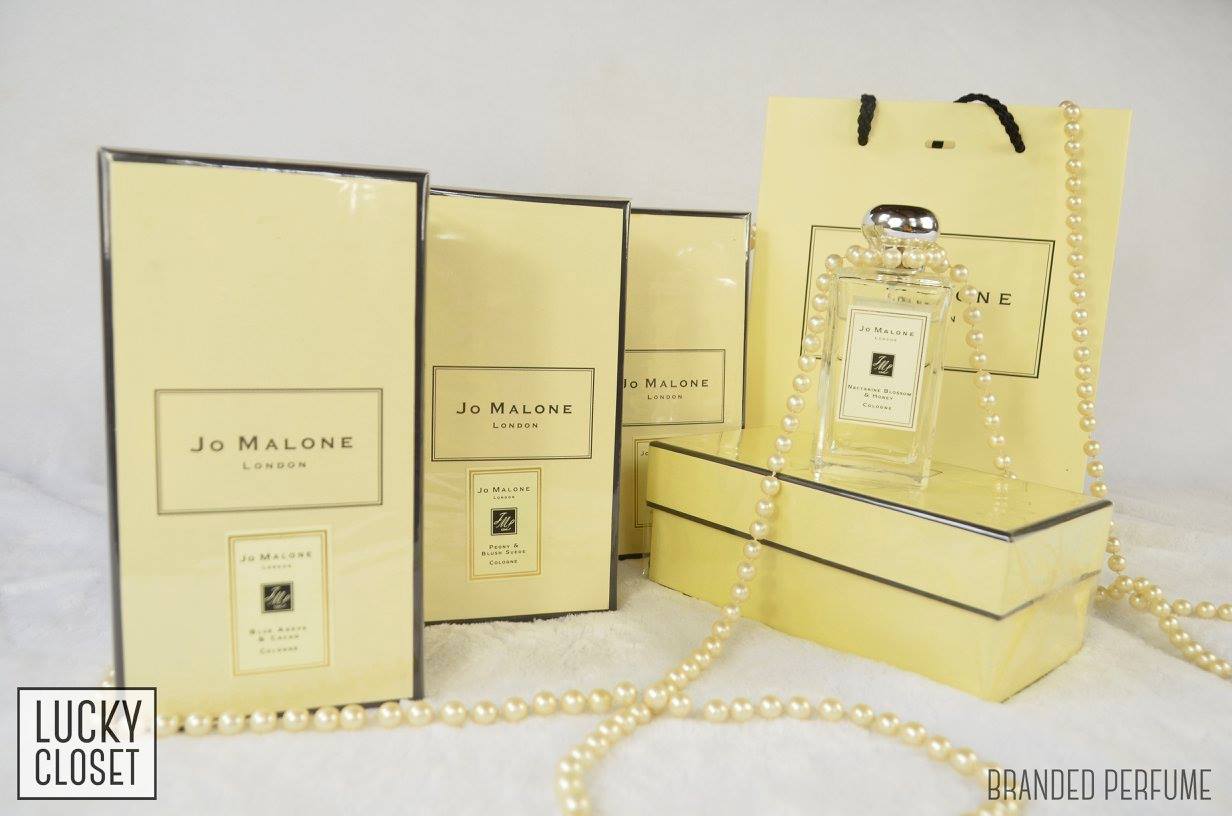 JO MALONE
LONDON
JO MALONE
LONDON
BLUE AGAVA
& CACAO
COLOGNE
JO MALONE
LONDON
JO MALONE
LONDON
PEONY &
BLUSH SUEDE
COLOGNE
JO MALONE
LONDON
JO MALONE
LONDON
NECTARINE BLOSSOM
& HONEY
COLOGNE
LUCKY
CLOSET
BRANDED PERFUME